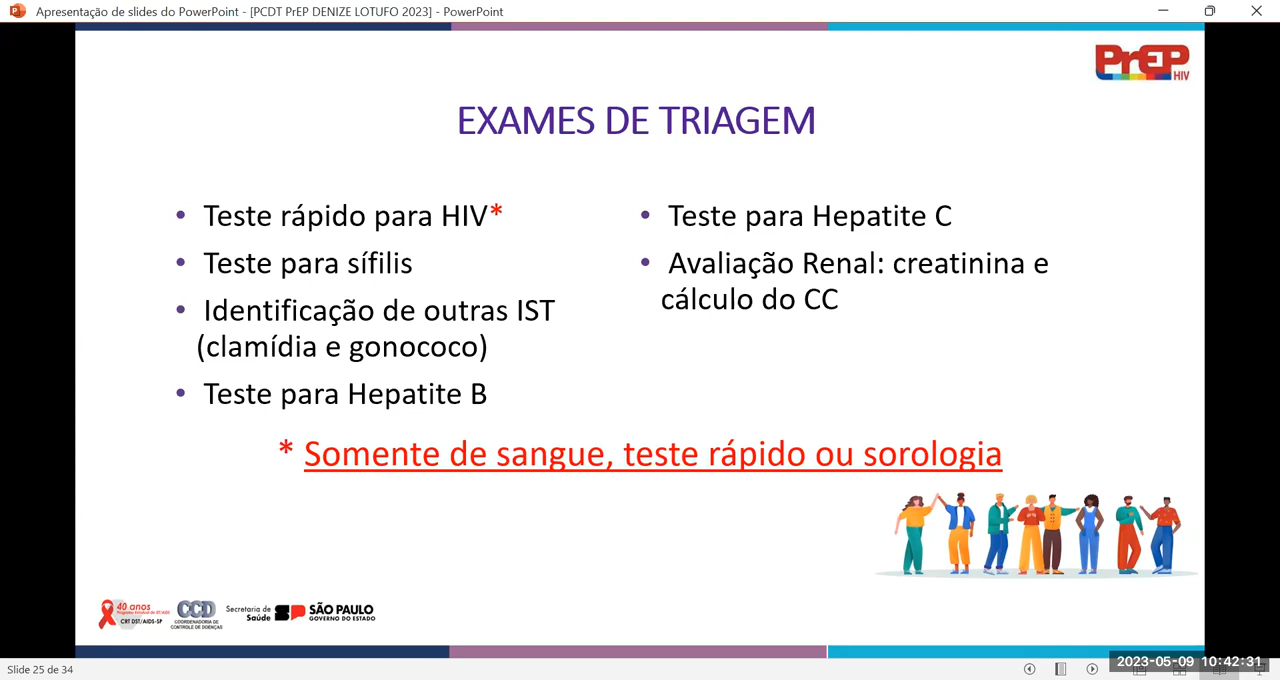 Apresentação de slides do PowerPoint - [PCDT PrEP DENIZE LOTUFO 2023] - PowerPoint
PrEP
HIV
EXAMES DE TRIAGEM
• Teste rápido para HIV*
• Teste para sífilis
• Identificação de outras IST
(clamídia e gonococo)
• Teste para Hepatite B
• Teste para Hepatite C
• Avaliação Renal: creatinina e
cálculo do CC
* Somente de sangue, teste rápido ou sorologia
40 anos
CRT DST/AIDS-SP
CCD
COORDENADORIA DE
CONTROLE DE DOENÇAS
Secretaria de
Saúde
SP
SÃO PAULO
GOVERNO DO ESTADO
Slide 25 de 34
2023-05-09 10:42:31